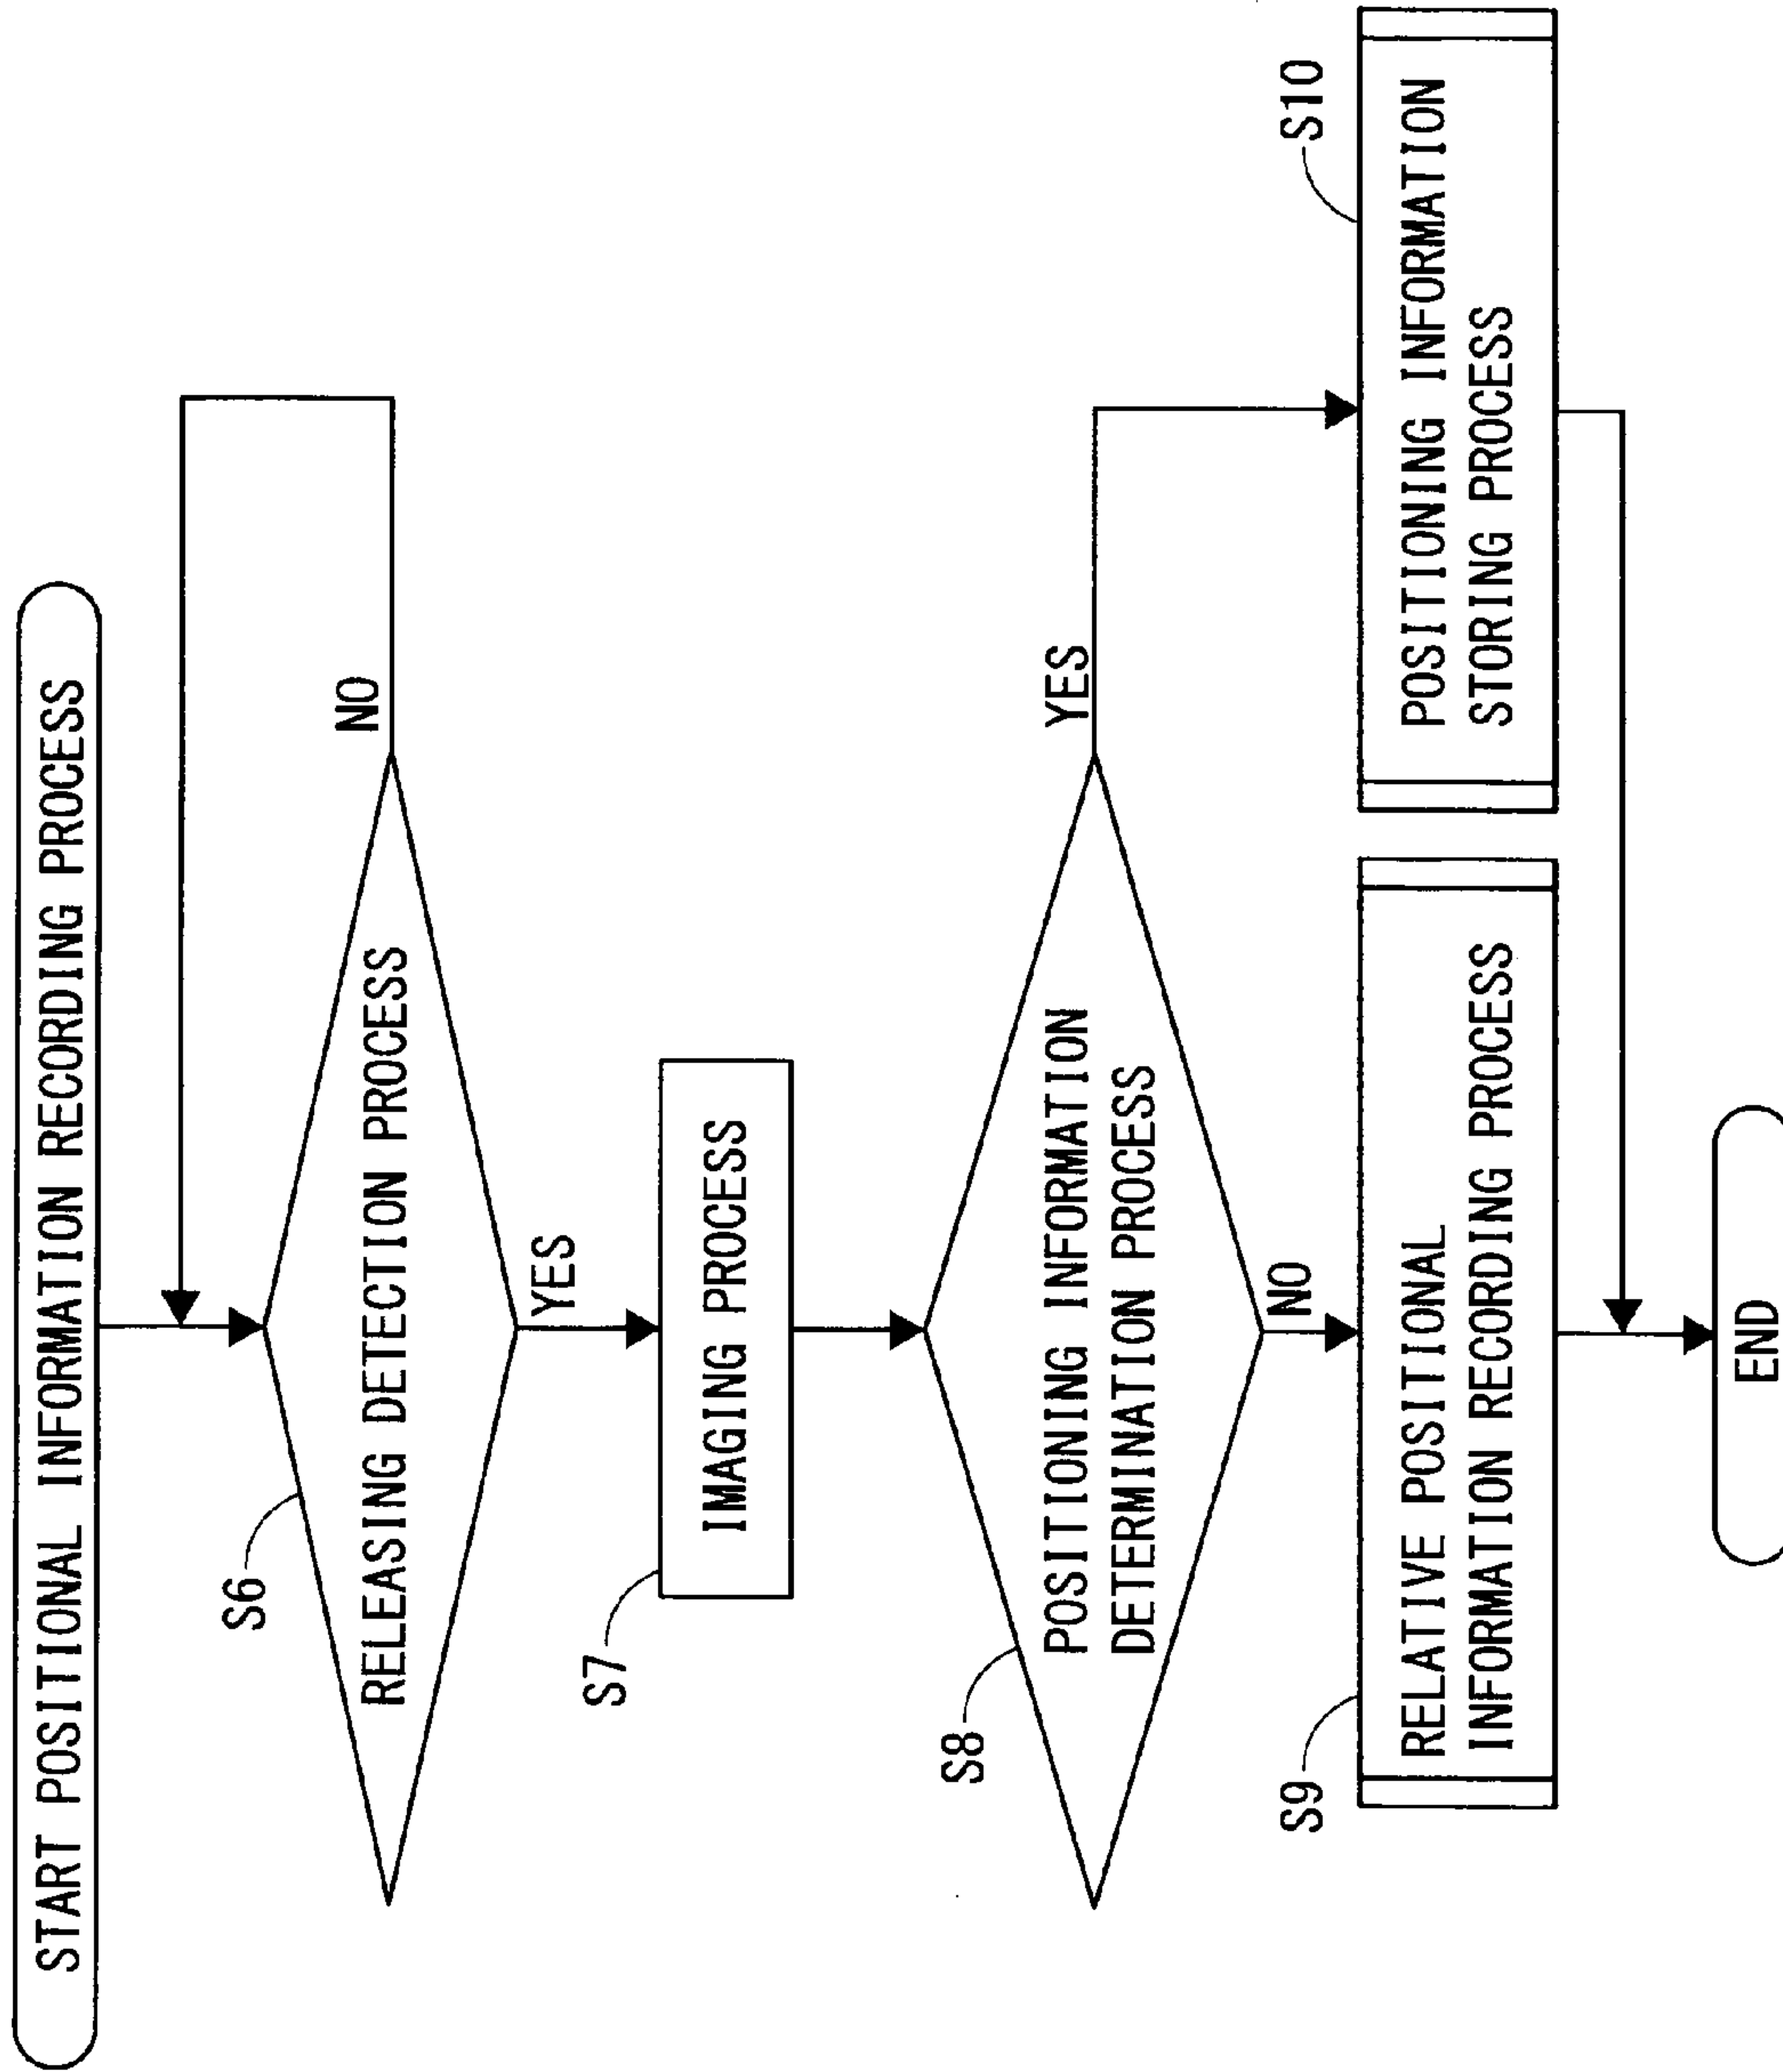 START POSITIONAL INFORMATION RECORDING PROCESS
S6
RELEASING DETECTION PROCESS
NO
YES
S7
IMAGING PROCESS
S8
POSITIONING INFORMATION
DETERMINATION PROCESS
YES
NO
S9
RELATIVE POSITIONAL
INFORMATION RECORDING PROCESS
S10
POSITIONING INFORMATION
STORING PROCESS
END